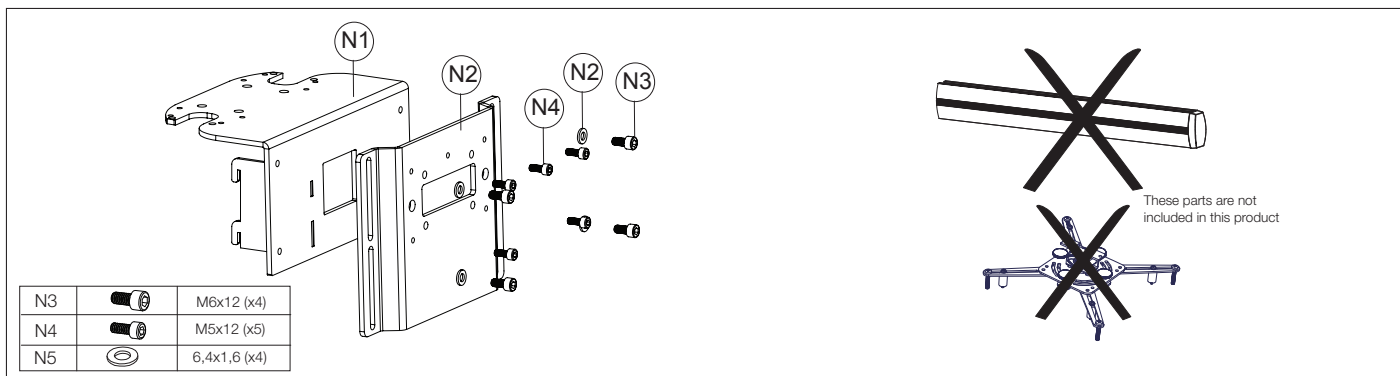 N1
N2
N2
N3
N4
These parts are not
included in this product
N3 M6x12 (x4)
N4 M5x12 (x5)
N5 6,4x1,6 (x4)